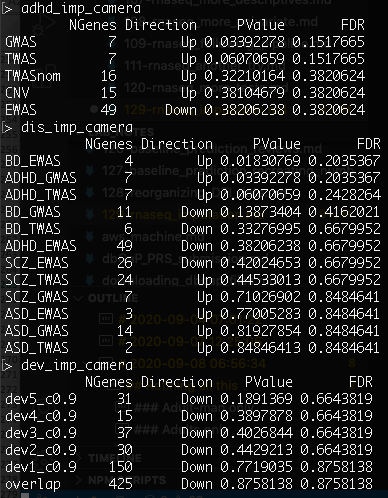 > adhd_imp_camera
NGenes Direction PValue FDR
GWAS 7 Up 0.03392278 0.1517665
TWAS 7 Up 0.06070659 0.1517665
TWASnom 16 Up 0.32210164 0.3820624
CNV 15 Up 0.38104679 0.3820624
EWAS 49 Down 0.38206238 0.3820624
> dis_imp_camera
NGenes Direction PValue FDR
BD_EWAS 4 Up 0.01830769 0.2035367
ADHD_GWAS 7 Up 0.03392278 0.2035367
ADHD_TWAS 7 Up 0.06070659 0.2428264
BD_GWAS 11 Down 0.13873404 0.4162021
BD_TWAS 6 Down 0.33276995 0.6679952
ADHD_EWAS 49 Down 0.38206238 0.6679952
SCZ_EWAS 26 Down 0.42024653 0.6679952
SCZ_TWAS 24 Up 0.44533013 0.6679952
SCZ_GWAS 7 Up 0.71026902 0.8484641
ASD_EWAS 3 Up 0.77005283 0.8484641
ASD_GWAS 14 Up 0.81927854 0.8484641
ASD_TWAS 2 Up 0.84846413 0.8484641
> dev_imp_camera
NGenes Direction PValue FDR
dev5_c0.9 31 Down 0.1891369 0.6643819
dev4_c0.9 15 Down 0.3897878 0.6643819
dev3_c0.9 37 Down 0.4026844 0.6643819
dev2_c0.9 30 Down 0.4429213 0.6643819
dev1_c0.9 150 Down 0.7719035 0.8758138
overlap 425 Down 0.8758138 0.8758138